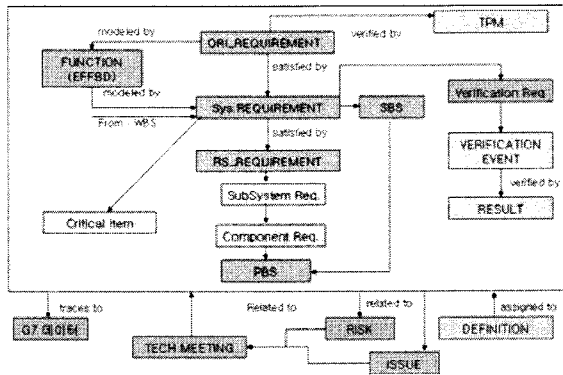 TPM
modeled by
ORI_REQUIREMENT
verified by
FUNCTION
(EFFBD)
satisfied by
modeled by
Sys.REQUIREMENT
SBS
Verification Req.
From : WBS
satisfied by
VERIFICATION
EVENT
RS_REQUIREMENT
verified by
SubSystem Req.
RESULT
Critical Item
Component Req.
PBS
traces to
Related to
related to
assigned to
RISK
DEFINITION
TECH.MEETING
ISSUE